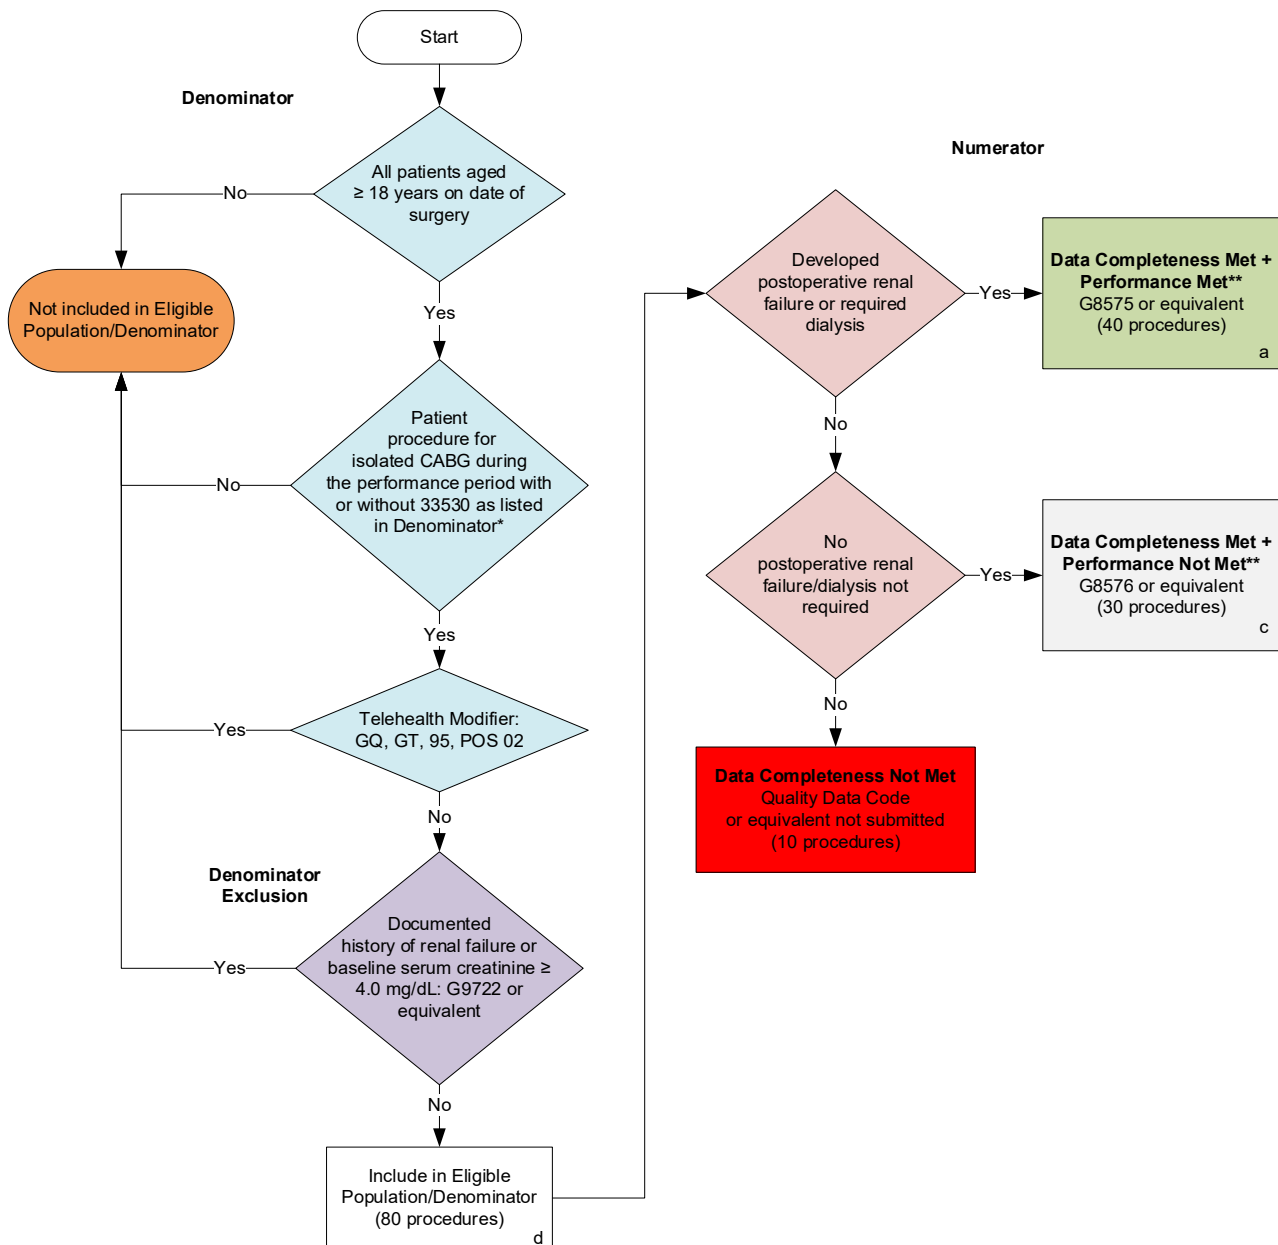 Start
Denominator
All patients aged
≥ 18 years on date of
surgery
No
Not included in Eligible
Population/Denominator
Yes
Patient
procedure for
isolated CABG during
the performance period with
or without 33530 as listed
in Denominator*
No
Yes
Telehealth Modifier:
GQ, GT, 95, POS 02
Yes
No
Denominator
Exclusion
Documented
history of renal failure or
baseline serum creatinine ≥
4.0 mg/dL: G9722 or
equivalent
Yes
No
Include in Eligible
Population/Denominator
(80 procedures)
d
Numerator
Developed
postoperative renal
failure or required
dialysis
Yes
Data Completeness Met +
Performance Met**
G8575 or equivalent
(40 procedures)
a
No
No
postoperative renal
failure/dialysis not
required
Yes
Data Completeness Met +
Performance Not Met**
G8576 or equivalent
(30 procedures)
c
No
Data Completeness Not Met
Quality Data Code
or equivalent not submitted
(10 procedures)